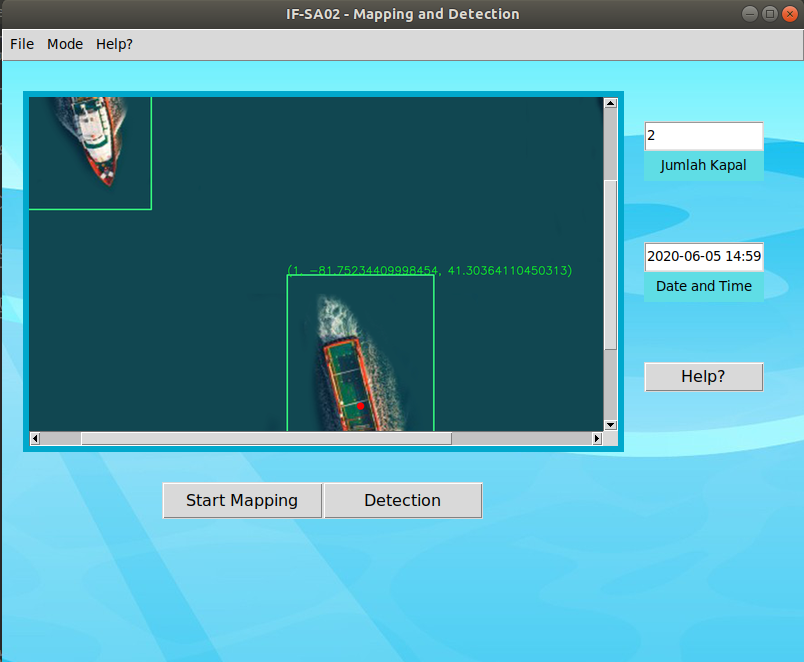 IF-SA02 - Mapping and Detection
File Mode Help?
2
Jumlah Kapal
(1, -81.75234409998454, 41.30364110450313)
2020-06-05 14:59
Date and Time
Help?
Start Mapping Detection